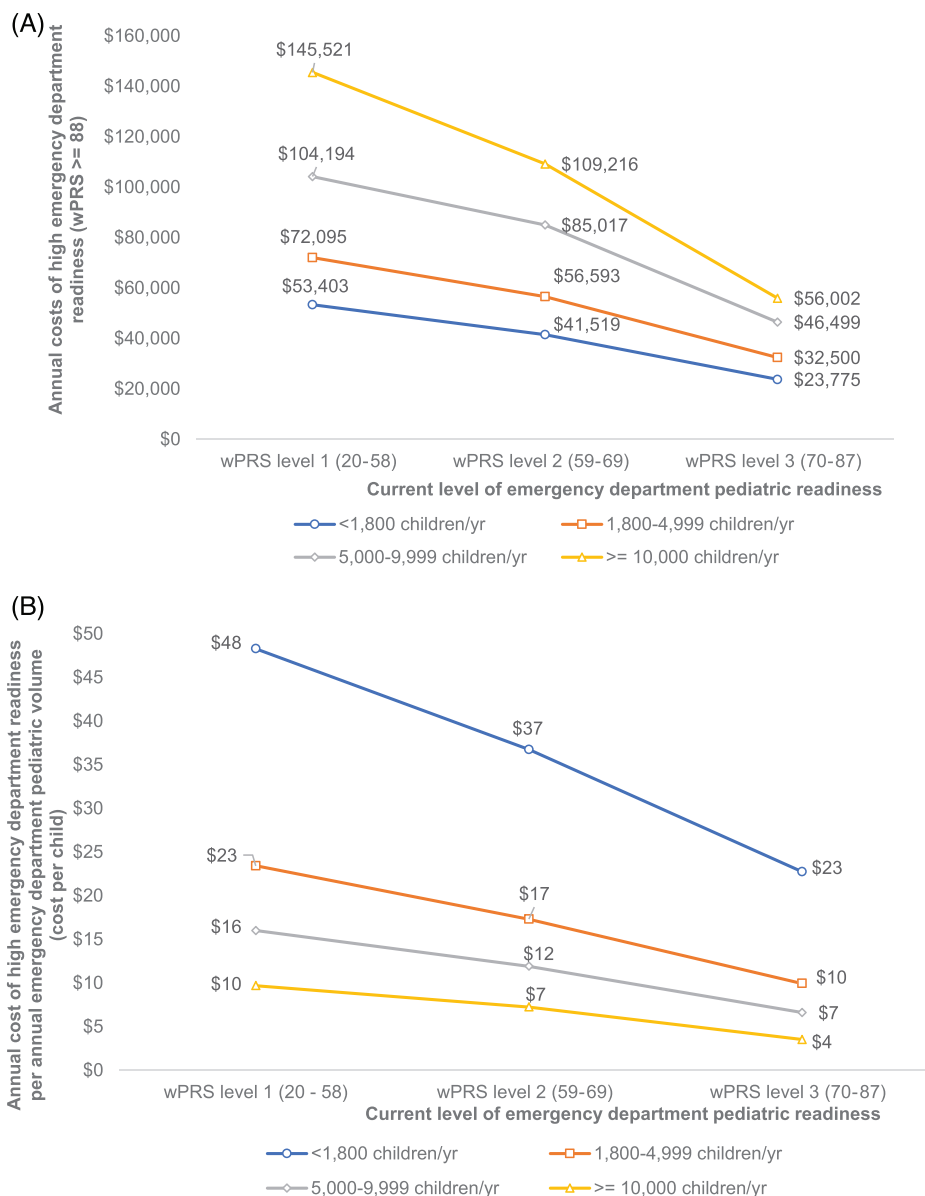 (A)
Annual costs of high emergency department
readiness (wPRS >= 88)
$160,000
$140,000
$120,000
$100,000
$80,000
$60,000
$40,000
$20,000
$0
$145,521
$104,194
$72,095
$53,403
$109,216
$85,017
$56,593
$41,519
$56,002
$46,499
$32,500
$23,775
wPRS level 1 (20-58)
wPRS level 2 (59-69)
wPRS level 3 (70-87)
Current level of emergency department pediatric readiness
<1,800 children/yr
1,800-4,999 children/yr
5,000-9,999 children/yr
>= 10,000 children/yr
(B)
Annual cost of high emergency department readiness
per annual emergency department pediatric volume
(cost per child)
$50
$45
$40
$35
$30
$25
$20
$15
$10
$5
$0
$48
$23
$16
$10
$37
$17
$12
$7
$23
$10
$7
$4
wPRS level 1 (20 - 58)
wPRS level 2 (59-69)
wPRS level 3 (70-87)
Current level of emergency department pediatric readiness
<1,800 children/yr
1,800-4,999 children/yr
5,000-9,999 children/yr
>= 10,000 children/yr